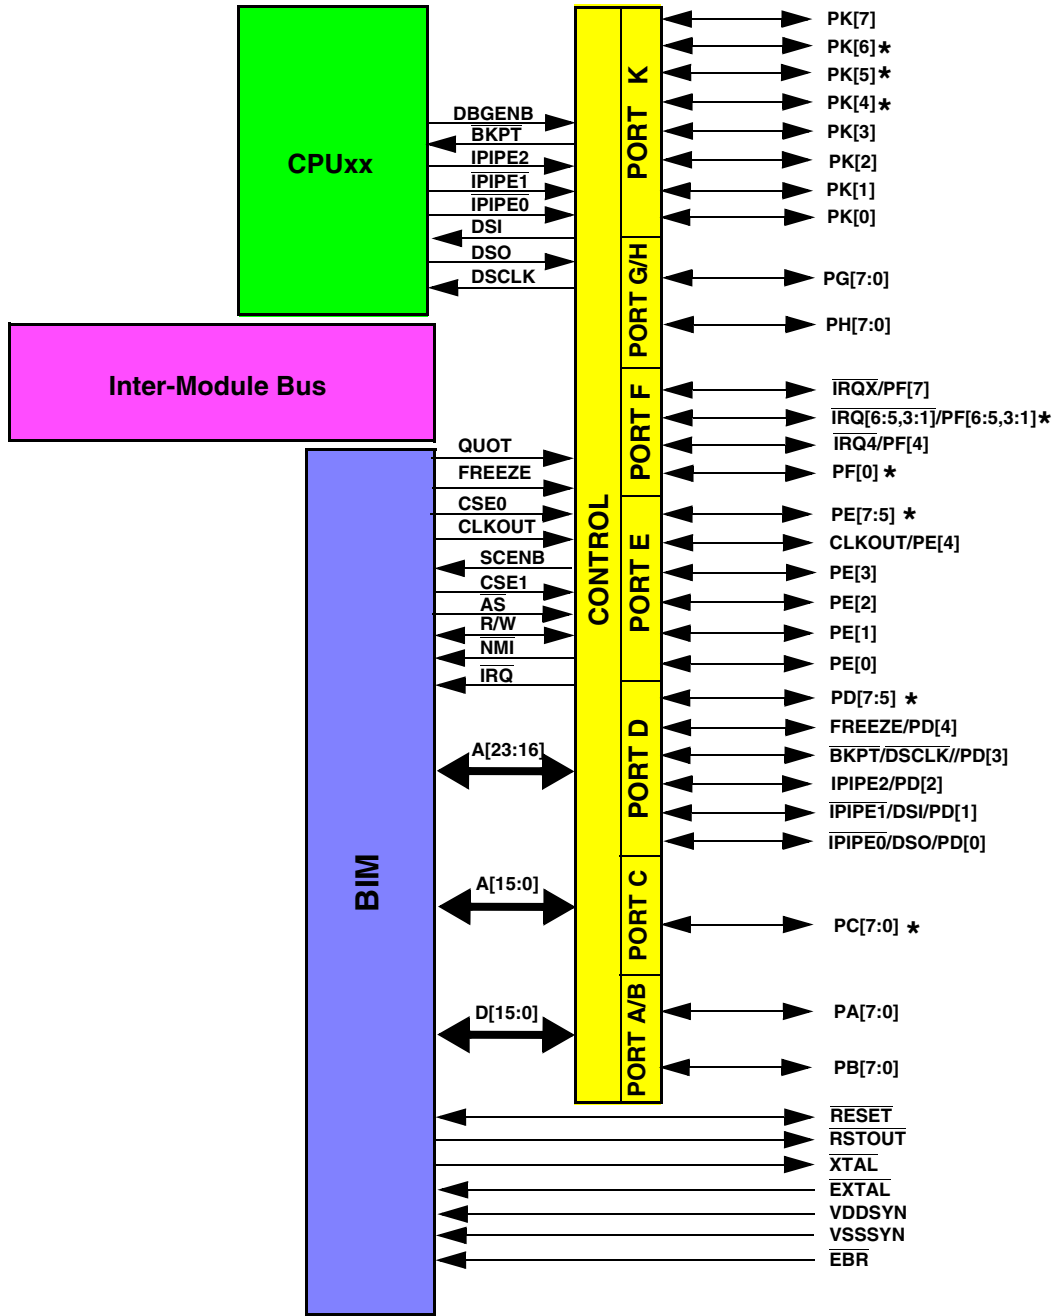 CPUxx
DBGENB
BKPT
IPIPE2
IPIPE1
IPIPE0
DSI
DSO
DSCLK
Inter-Module Bus
BIM
QUOT
FREEZE
CSE0
CLKOUT
SCENB
CSE1
AS
R/W
NMI
IRQ
A[23:16]
A[15:0]
D[15:0]
CONTROL
PORT K
PORT G/H
PORT F
PORT E
PORT D
PORT C
PORT A/B
PK[7]
PK[6]*
PK[5]*
PK[4]*
PK[3]
PK[2]
PK[1]
PK[0]
PG[7:0]
PH[7:0]
IRQX/PF[7]
IRQ[6:5,3:1]/PF[6:5,3:1]*
IRQ4/PF[4]
PF[0] *
PE[7:5] *
CLKOUT/PE[4]
PE[3]
PE[2]
PE[1]
PE[0]
PD[7:5] *
FREEZE/PD[4]
BKPT/DSCLK//PD[3]
IPIPE2/PD[2]
IPIPE1/DSI/PD[1]
IPIPE0/DSO/PD[0]
PC[7:0] *
PA[7:0]
PB[7:0]
RESET
RSTOUT
XTAL
EXTAL
VDDSYN
VSSSYN
EBR